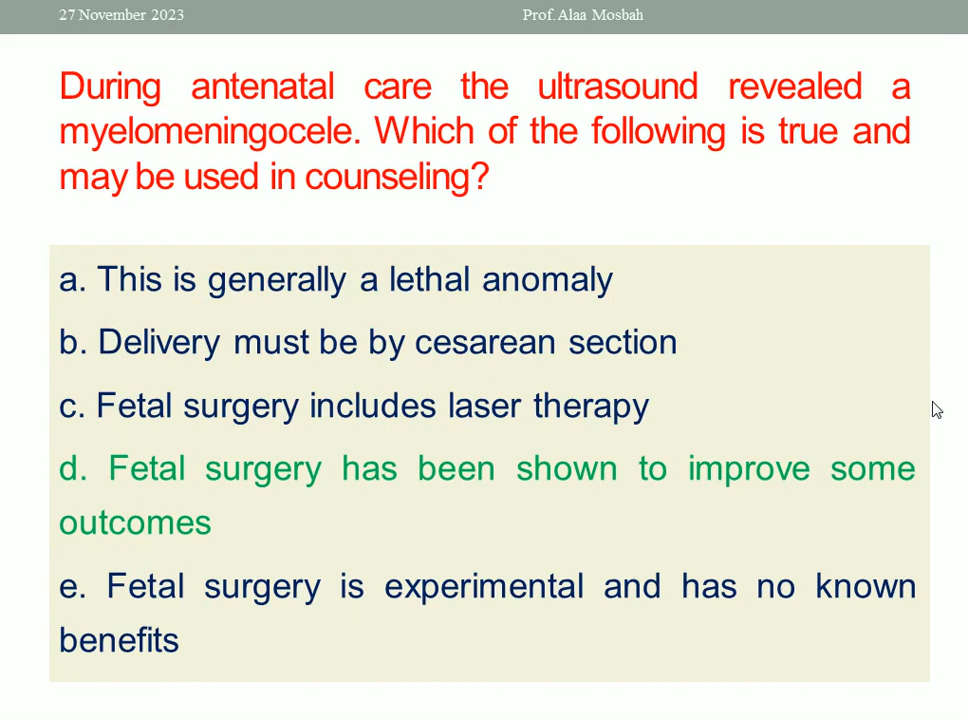 27 November 2023 Prof. Alaa Mosbah
During antenatal care the ultrasound revealed a
myelomeningocele. Which of the following is true and
may be used in counseling?
a. This is generally a lethal anomaly
b. Delivery must be by cesarean section
c. Fetal surgery includes laser therapy
d. Fetal surgery has been shown to improve some
outcomes
e. Fetal surgery is experimental and has no known
benefits